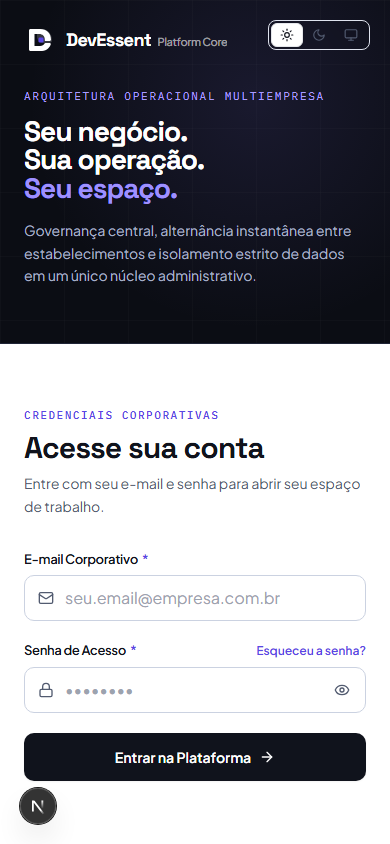 DevEssent Platform Core
ARQUITETURA OPERACIONAL MULTIEMPRESA
Seu negócio.
Sua operação.
Seu espaço.
Governança central, alternância instantânea entre
estabelecimentos e isolamento estrito de dados
em um único núcleo administrativo.
CREDENCIAIS CORPORATIVAS
Acesse sua conta
Entre com seu e-mail e senha para abrir seu espaço
de trabalho.
E-mail Corporativo *
seu.email@empresa.com.br
Senha de Acesso *
Esqueceu a senha?
••••••••
Entrar na Plataforma →
N